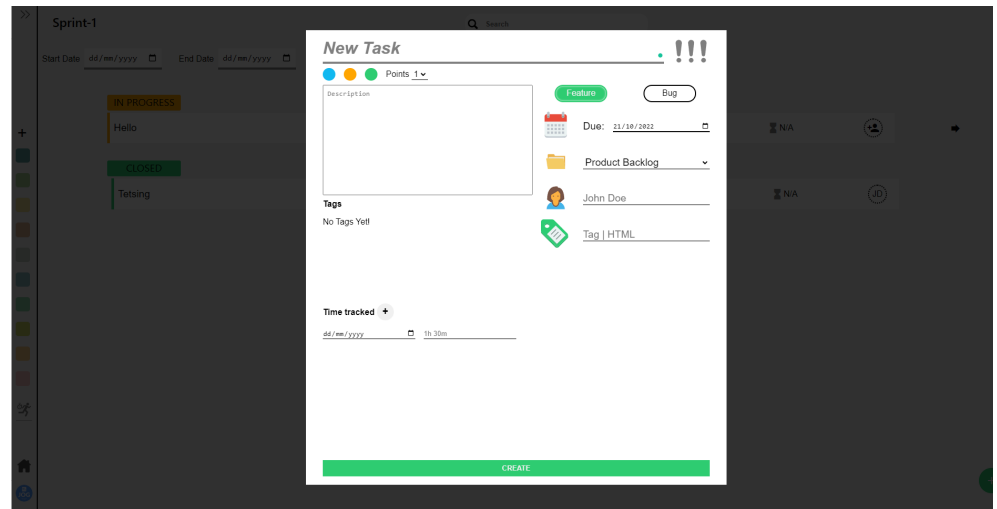 Sprint-1
Search
Start Date dd/mm/yyyy End Date dd/mm/yyyy
IN PROGRESS
Hello
N/A
CLOSED
Tetsing
N/A
JD
New Task
!!!
Points 1
Description
Feature
Bug
Due: 21/10/2022
Product Backlog
John Doe
Tag | HTML
Tags
No Tags Yet!
Time tracked +
dd/mm/yyyy 1h 30m
CREATE